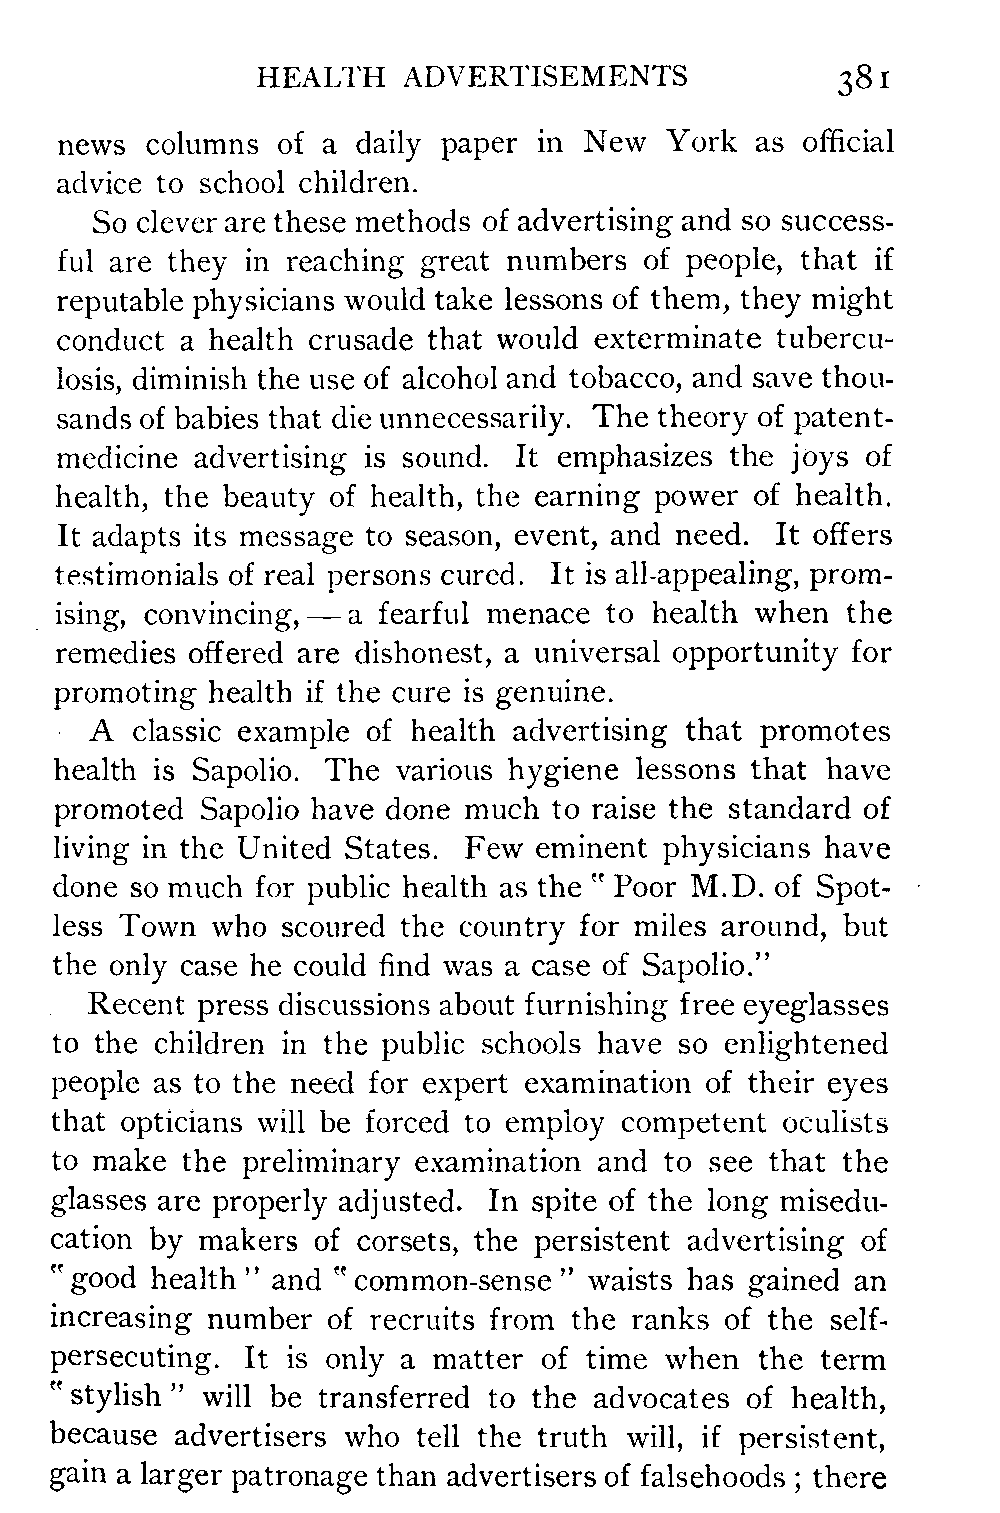 HEALTH ADVERTISEMENTS 381
news columns of a daily paper in New York as official
advice to school children.
So clever are these methods of advertising and so success-
ful are they in reaching great numbers of people, that if
reputable physicians would take lessons of them, they might
conduct a health crusade that would exterminate tubercu-
losis, diminish the use of alcohol and tobacco, and save thou-
sands of babies that die unnecessarily. The theory of patent-
medicine advertising is sound. It emphasizes the joys of
health, the beauty of health, the earning power of health.
It adapts its message to season, event, and need. It offers
testimonials of real persons cured. It is all-appealing, prom-
ising, convincing, — a fearful menace to health when the
remedies offered are dishonest, a universal opportunity for
promoting health if the cure is genuine.
A classic example of health advertising that promotes
health is Sapolio. The various hygiene lessons that have
promoted Sapolio have done much to raise the standard of
living in the United States. Few eminent physicians have
done so much for public health as the "Poor M.D. of Spot-
less Town who scoured the country for miles around, but
the only case he could find was a case of Sapolio."
Recent press discussions about furnishing free eyeglasses
to the children in the public schools have so enlightened
people as to the need for expert examination of their eyes
that opticians will be forced to employ competent oculists
to make the preliminary examination and to see that the
glasses are properly adjusted. In spite of the long misedu-
cation by makers of corsets, the persistent advertising of
"good health" and "common-sense" waists has gained an
increasing number of recruits from the ranks of the self-
persecuting. It is only a matter of time when the term
"stylish" will be transferred to the advocates of health,
because advertisers who tell the truth will, if persistent,
gain a larger patronage than advertisers of falsehoods; there